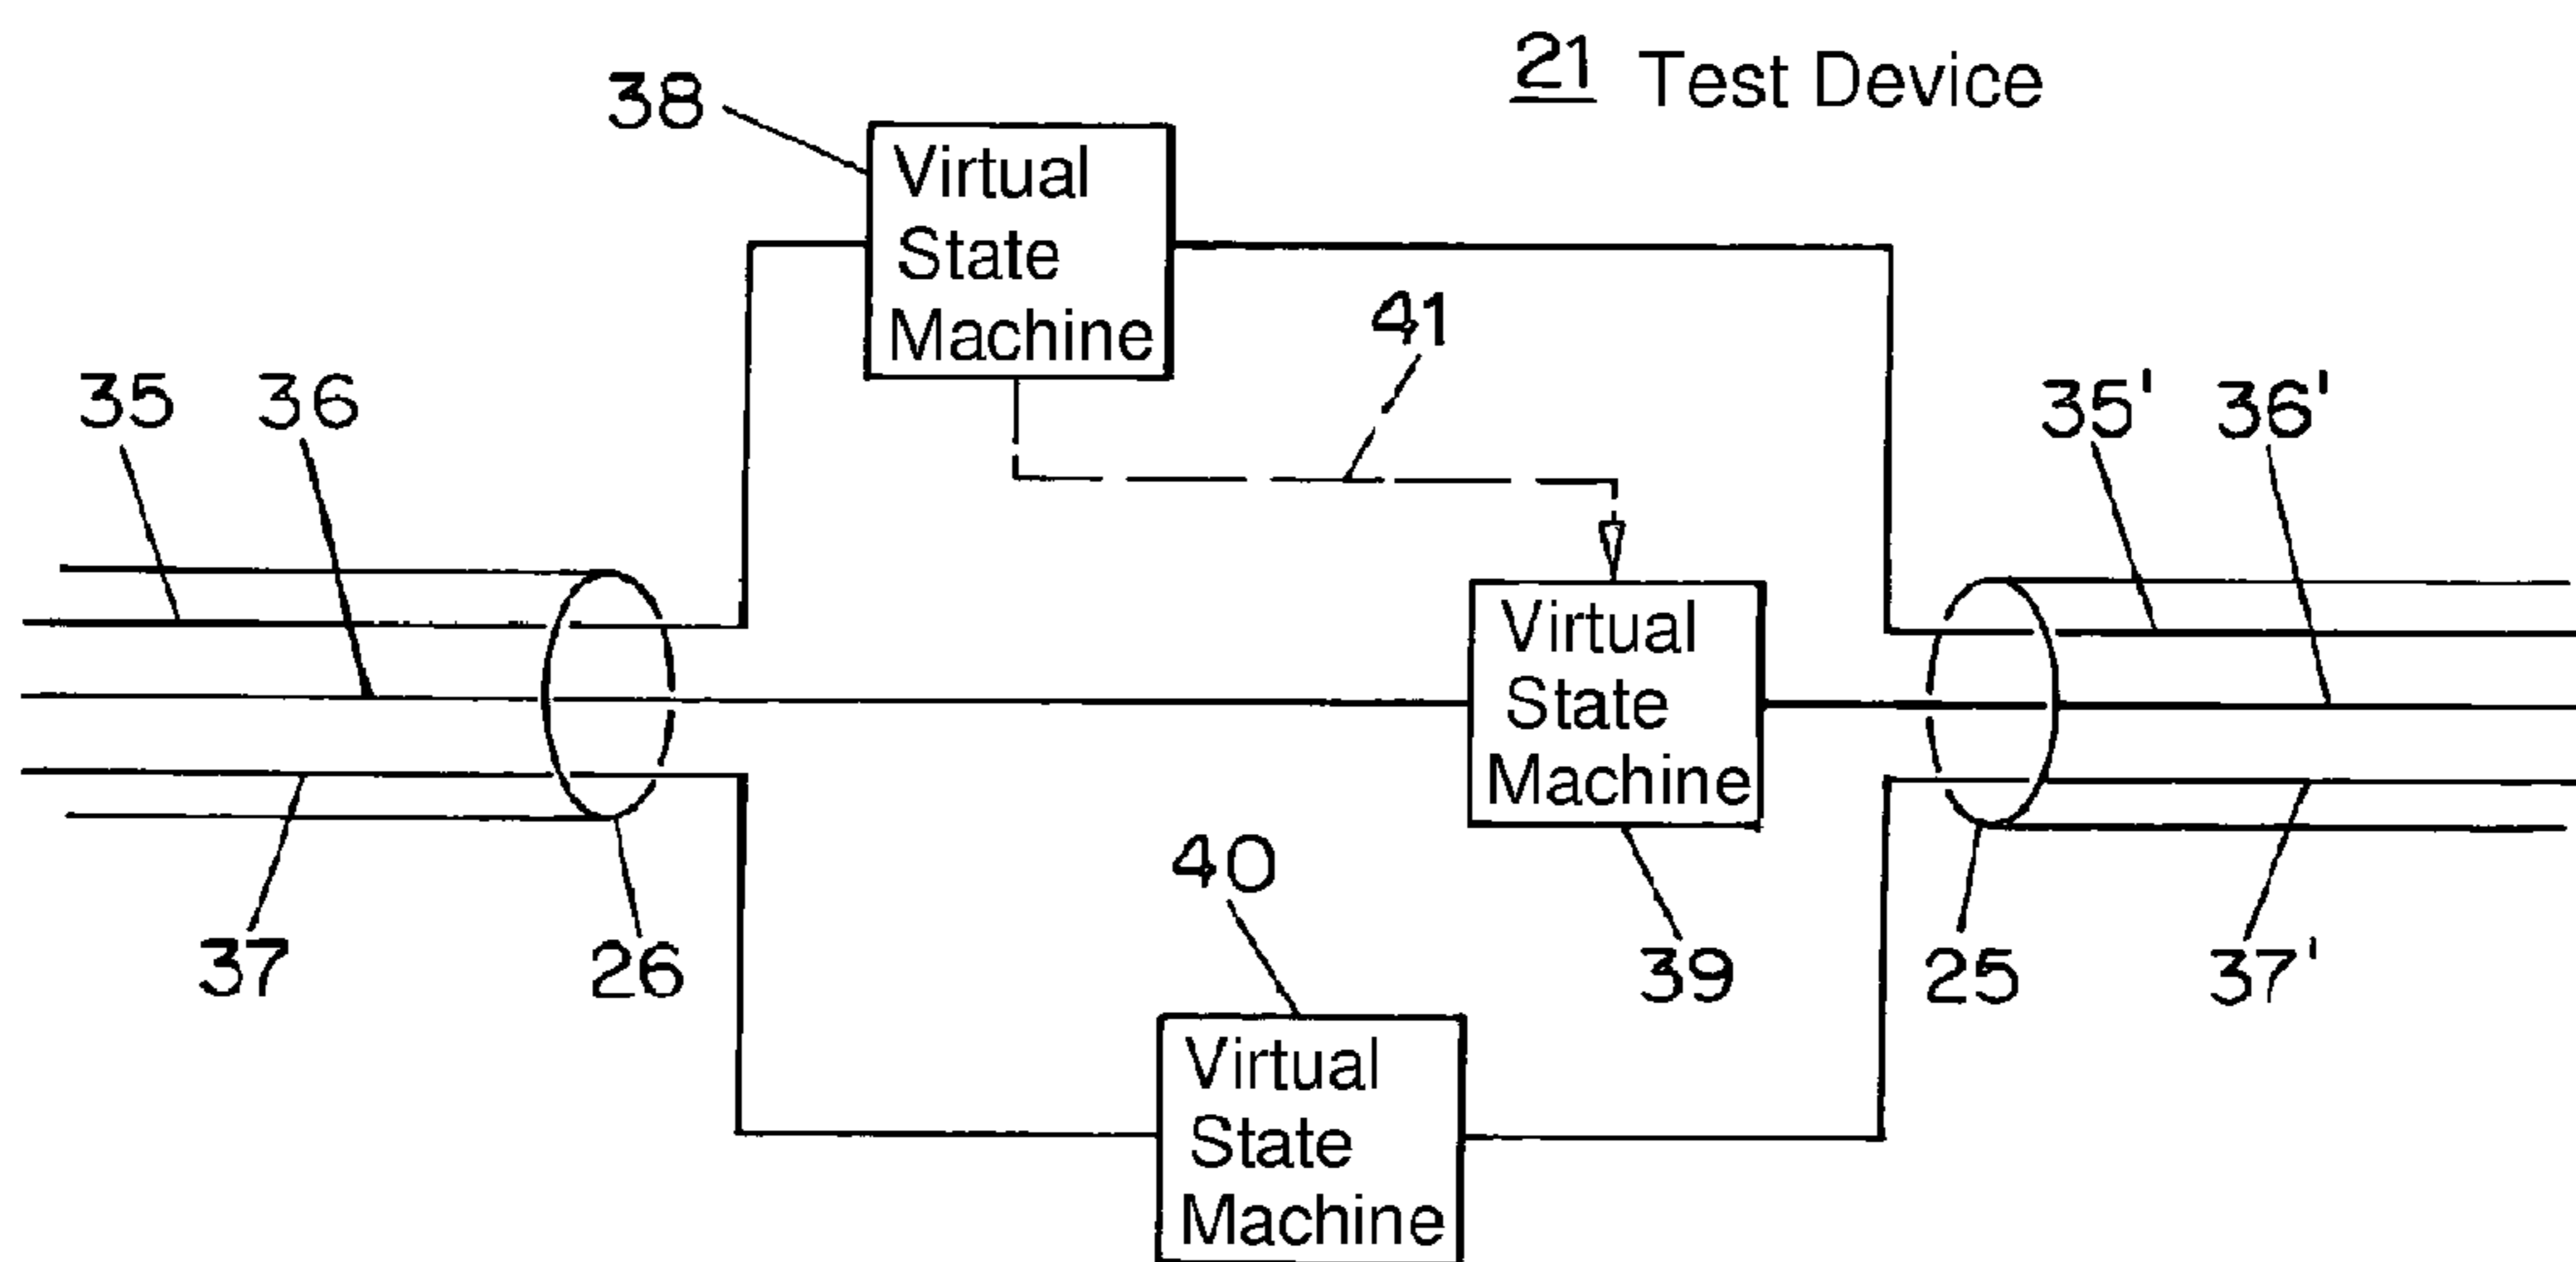 21 Test Device
38
Virtual
State
Machine
41
35 36
35' 36'
Virtual
State
Machine
37 26
40
39 25 37'
Virtual
State
Machine